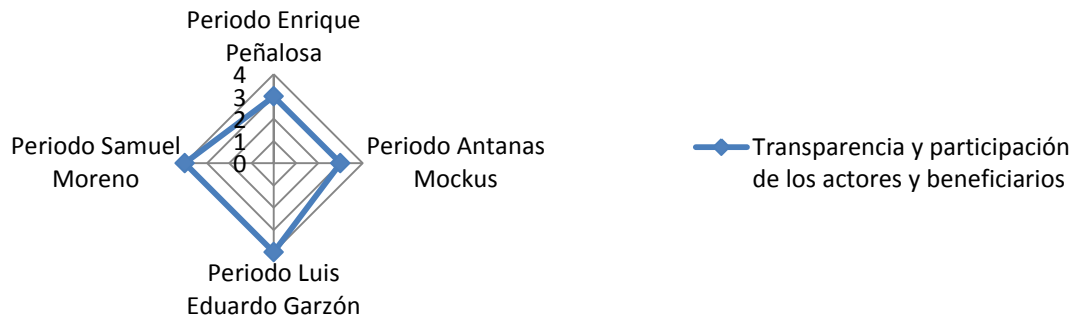 Periodo Enrique
Peñalosa
4
3
2
1
0
Periodo Samuel
Moreno
Periodo Antanas
Mockus
Periodo Luis
Eduardo Garzón
Transparencia y participación
de los actores y beneficiarios